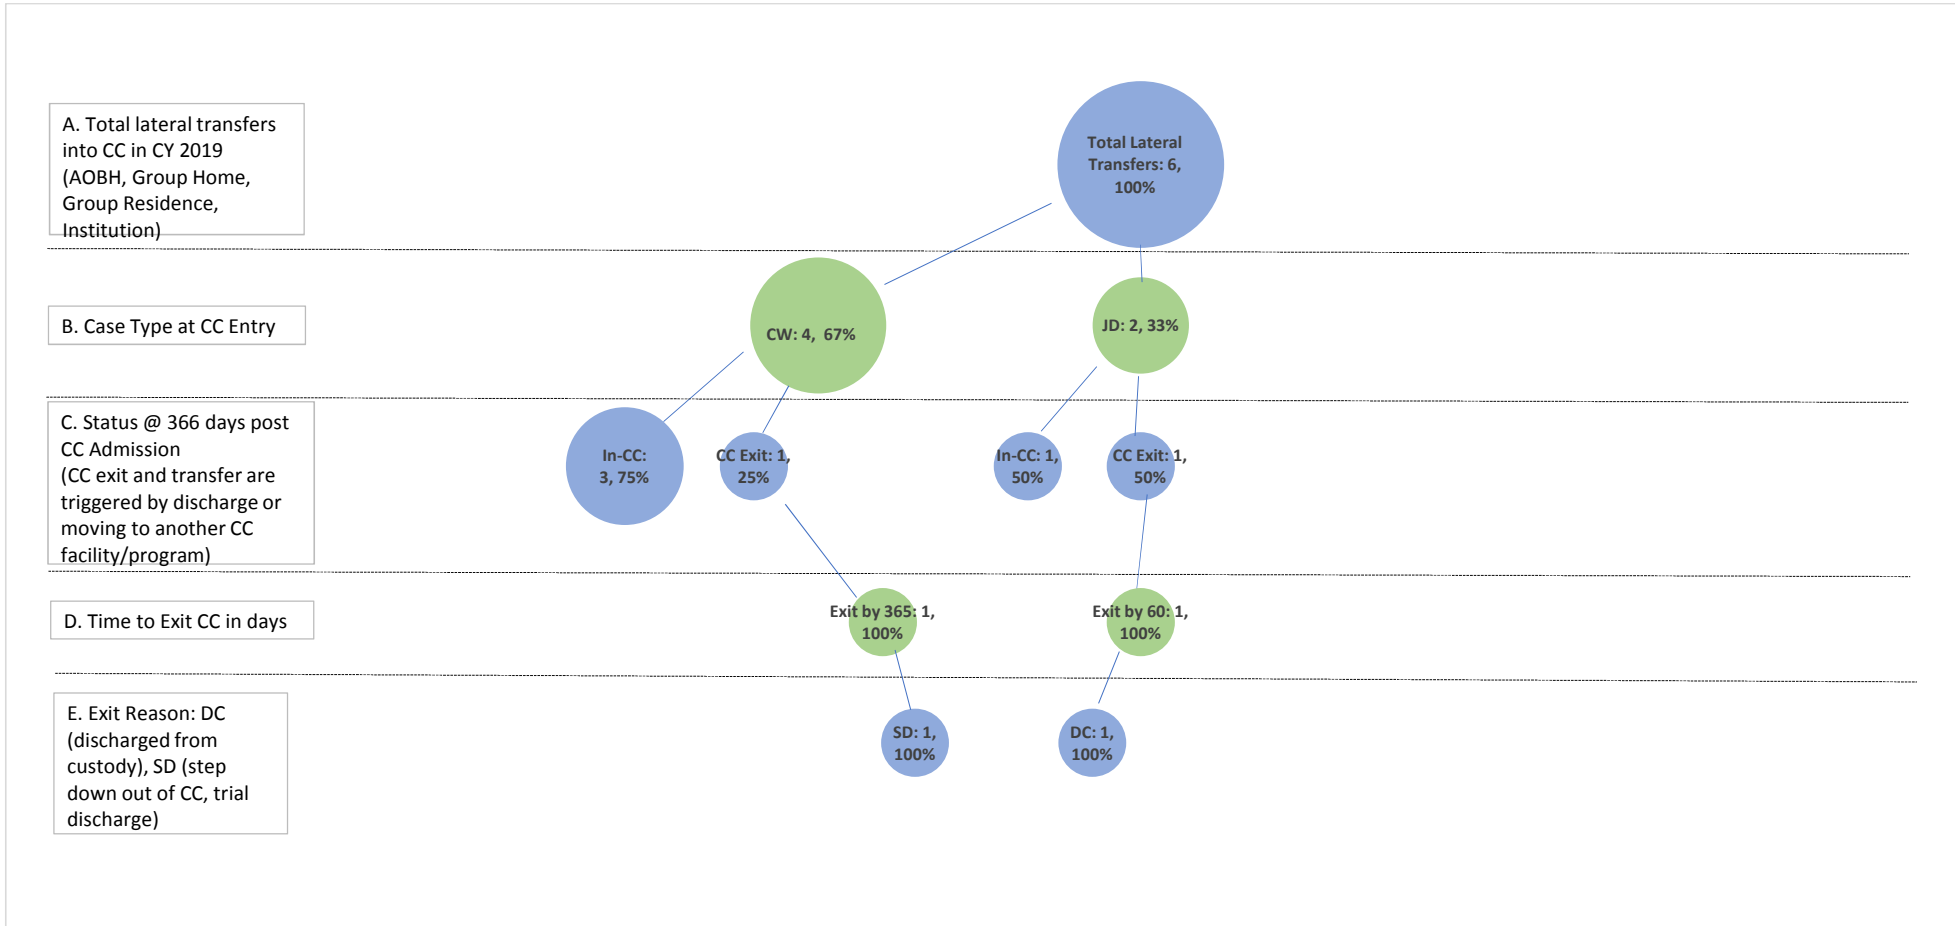 A. Total lateral transfers
into CC in CY 2019
(AOBH, Group Home,
Group Residence,
Institution)
Total Lateral
Transfers: 6,
100%
B. Case Type at CC Entry
CW: 4,  67%
JD: 2, 33%
C. Status @ 366 days post
CC Admission
(CC exit and transfer are
triggered by discharge or
moving to another CC
facility/program)
In-CC:
3, 75%
CC Exit: 1,
25%
In-CC: 1,
50%
CC Exit: 1,
50%
D. Time to Exit CC in days
Exit by 365: 1,
100%
Exit by 60: 1,
100%
E. Exit Reason: DC
(discharged from
custody), SD (step
down out of CC, trial
discharge)
SD: 1,
100%
DC: 1,
100%